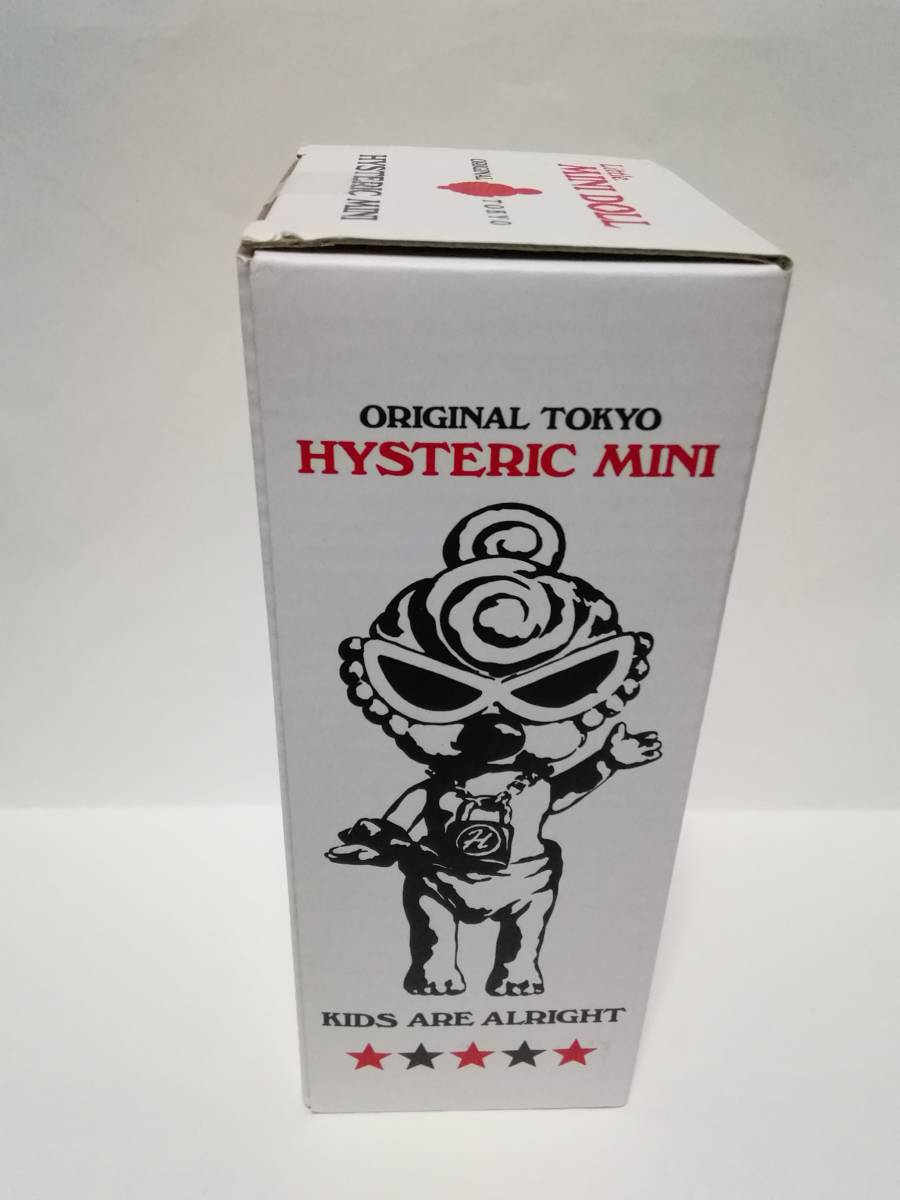 HYSTERIC MINI
ORIGINAL
TOKYO
Little
MINI DOLL
ORIGINAL TOKYO
HYSTERIC MINI
H
KIDS ARE ALRIGHT